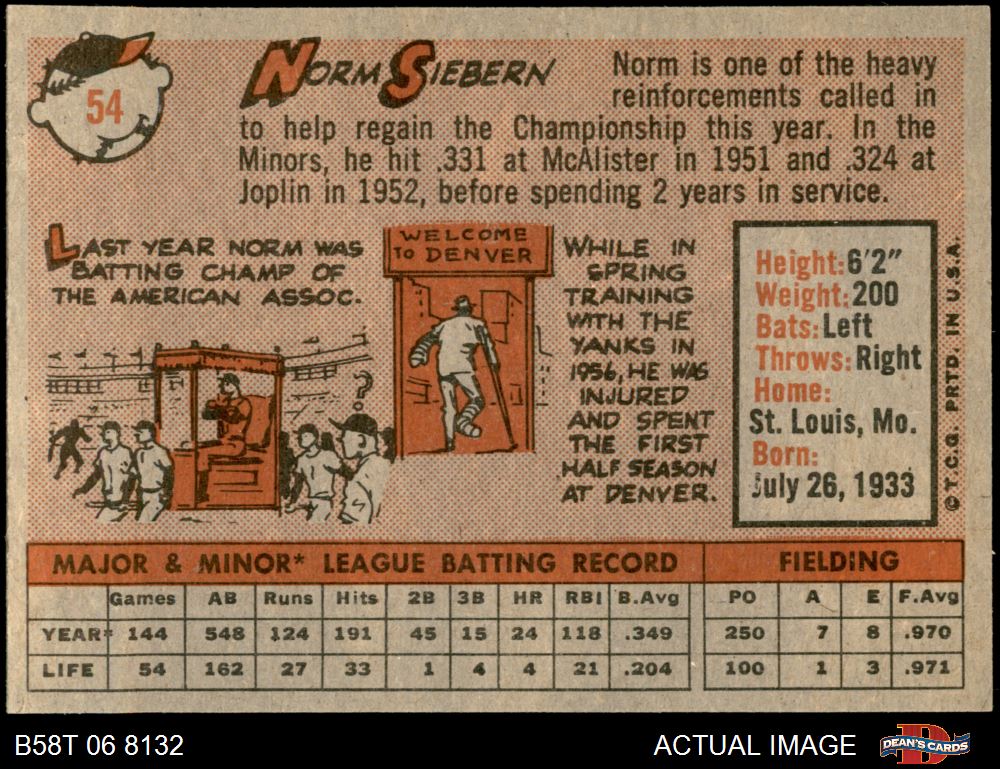 54
NORM SIEBERN
Norm is one of the heavy
reinforcements called in
to help regain the Championship this year. In the
Minors, he hit .331 at McAlister in 1951 and .324 at
Joplin in 1952, before spending 2 years in service.
LAST YEAR NORM WAS
BATTING CHAMP OF
THE AMERICAN ASSOC.
?
WELCOME
TO DENVER
WHILE IN
SPRING
TRAINING
WITH THE
YANKS IN
1956, HE WAS
INJURED
AND SPENT
THE FIRST
HALF SEASON
AT DENVER.
Height: 6'2"
Weight: 200
Bats: Left
Throws: Right
Home:
St. Louis, Mo.
Born:
July 26, 1933
© T.C.G. PRTD. IN U.S.A.
MAJOR & MINOR* LEAGUE BATTING RECORD FIELDING
Games AB Runs Hits 2B 3B HR RBI B.Avg PO A E F.Avg
YEAR* 144 548 124 191 45 15 24 118 .349 250 7 8 .970
LIFE 54 162 27 33 1 4 4 21 .204 100 1 3 .971
B58T 06 8132 ACTUAL IMAGE DEAN'S CARDS